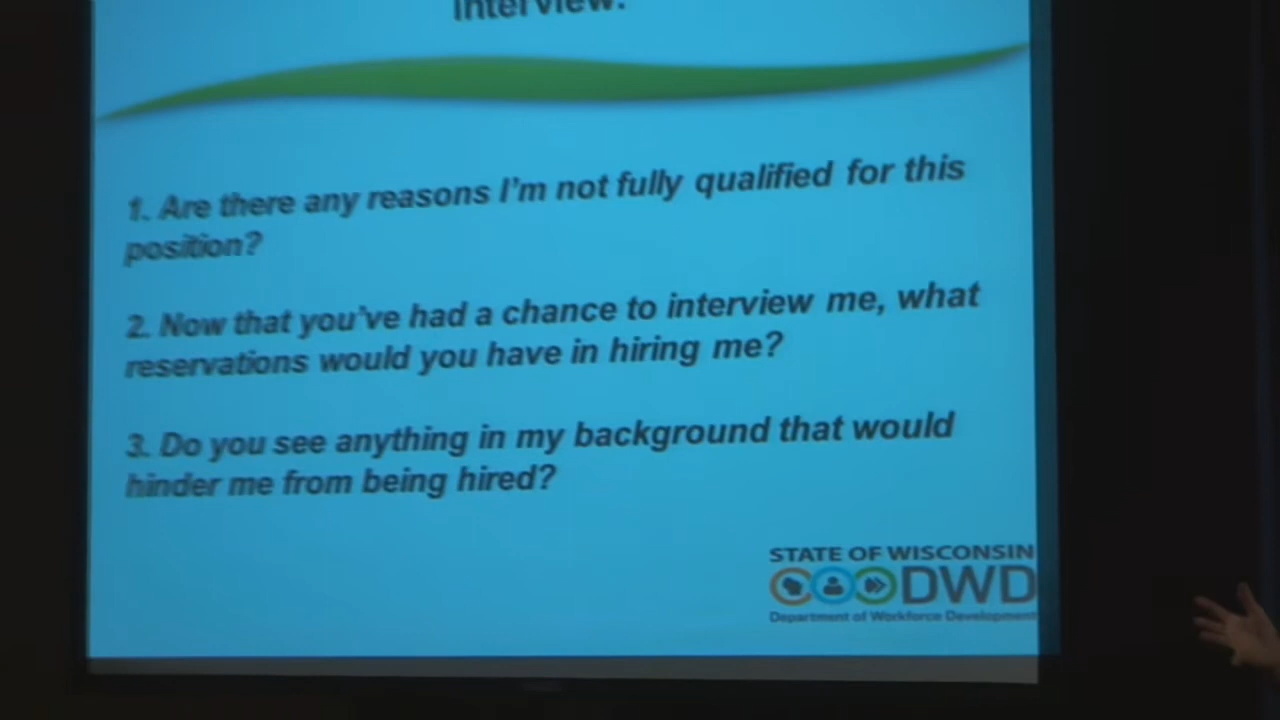 Interview.
1. Are there any reasons I'm not fully qualified for this
position?
2. Now that you've had a chance to interview me, what
reservations would you have in hiring me?
3. Do you see anything in my background that would
hinder me from being hired?
STATE OF WISCONSIN
DWD
Department of Workforce Development